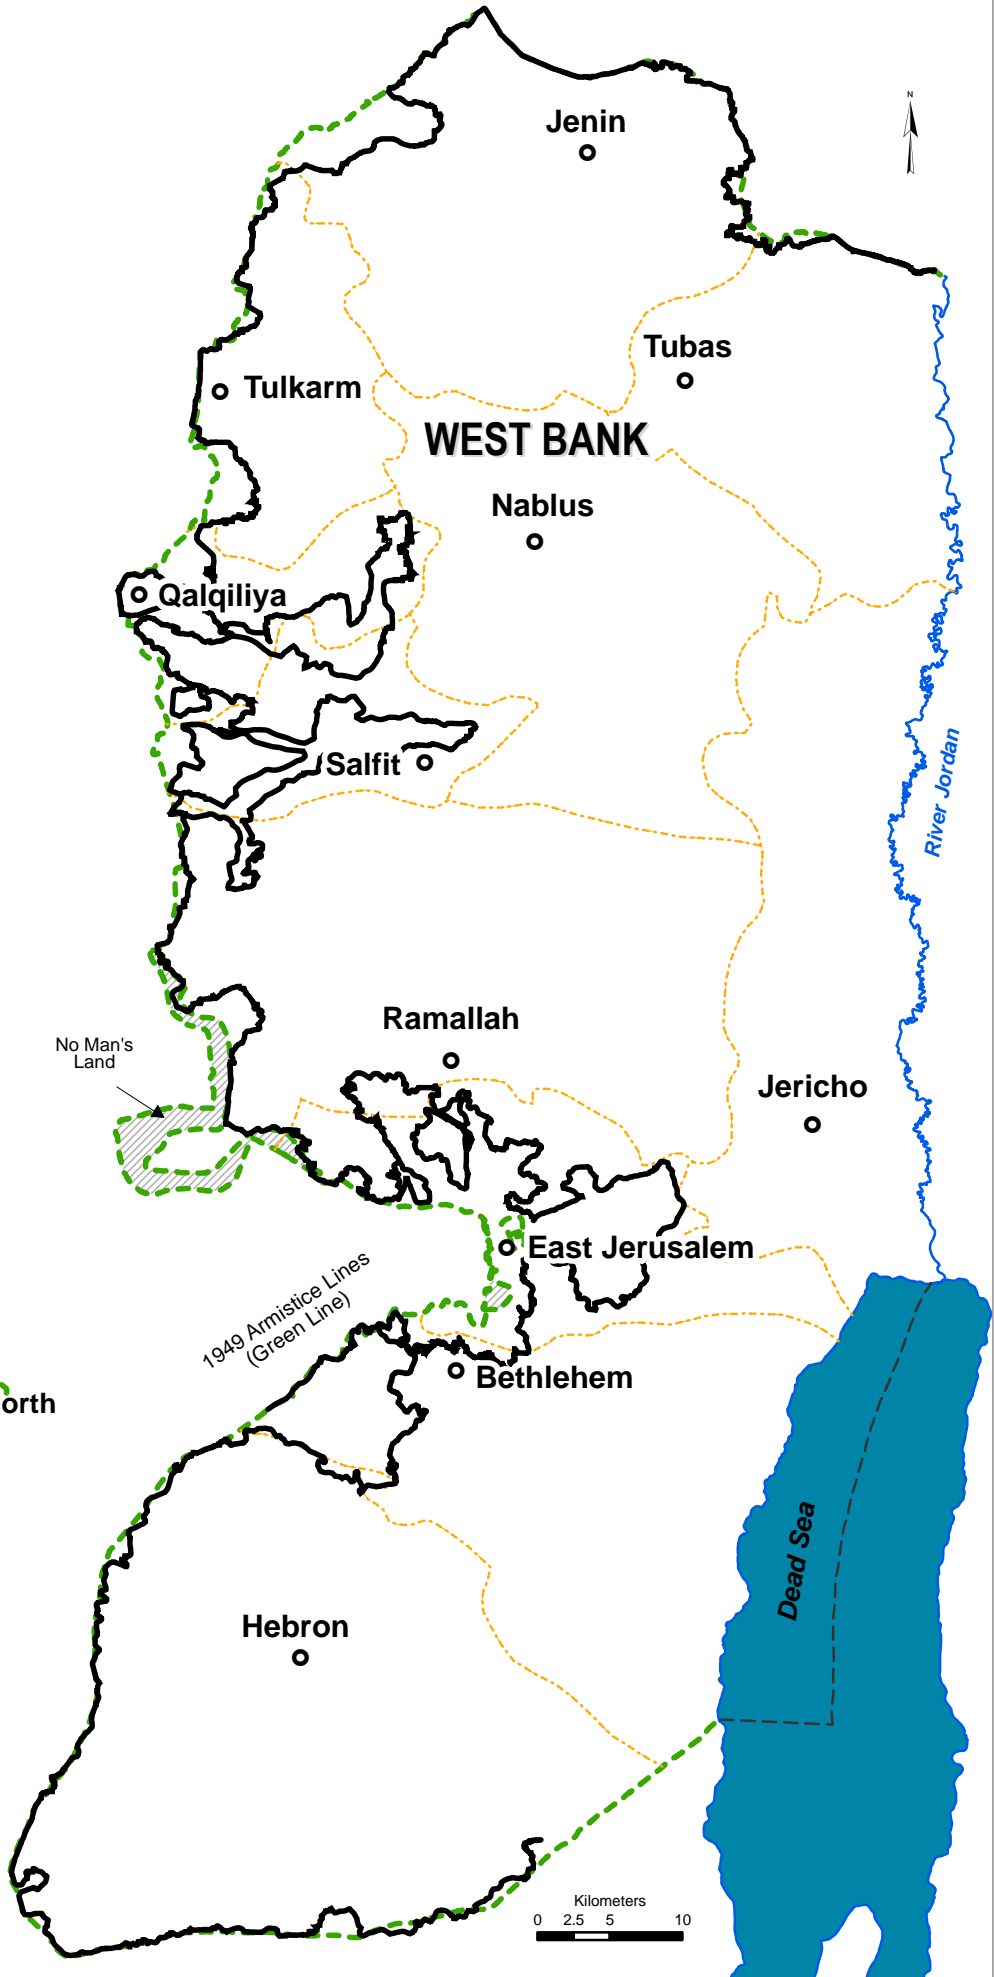 N
Jenin
Tubas
Tulkarm
WEST BANK
Nablus
Qalqiliya
River Jordan
Salfit
Ramallah
No Man's
Land
Jericho
East Jerusalem
1949 Armistice Lines
(Green Line)
Bethlehem
orth
Dead Sea
Hebron
Kilometers
0 2.5 5 10